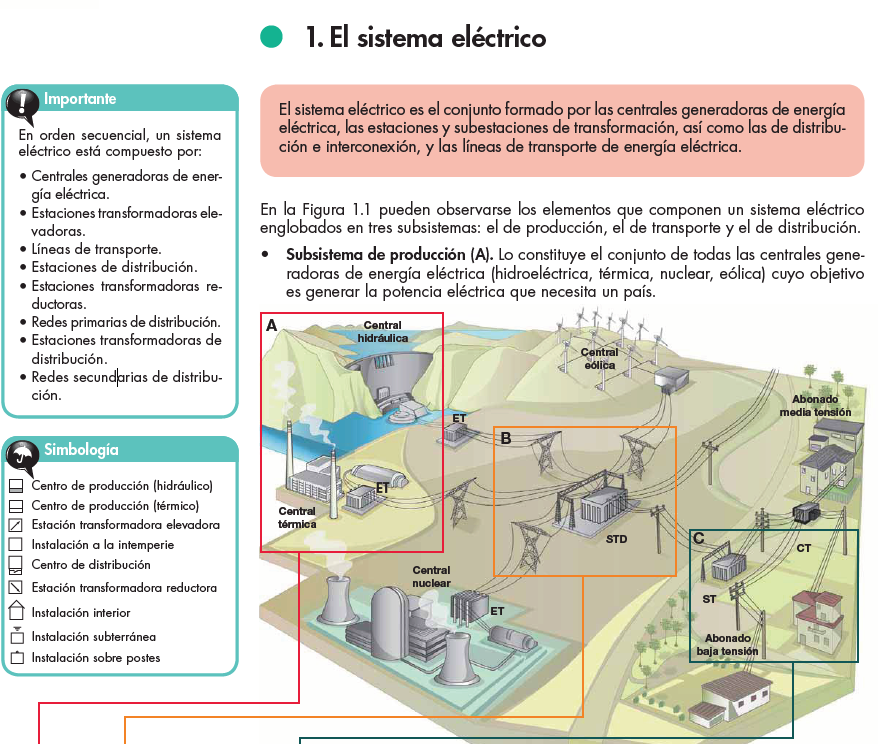 1. El sistema eléctrico
Importante
En orden secuencial, un sistema
eléctrico está compuesto por:
• Centrales generadoras de ener-
gía eléctrica.
• Estaciones transformadoras ele-
vadoras.
• Líneas de transporte.
• Estaciones de distribución.
• Estaciones transformadoras re-
ductoras.
• Redes primarias de distribución.
• Estaciones transformadoras de
distribución.
• Redes secundarias de distribu-
ción.
Simbología
Centro de producción (hidráulico)
Centro de producción (térmico)
Estación transformadora elevadora
Instalación a la intemperie
Centro de distribución
Estación transformadora reductora
Instalación interior
Instalación subterránea
Instalación sobre postes
El sistema eléctrico es el conjunto formado por las centrales generadoras de energía
eléctrica, las estaciones y subestaciones de transformación, así como las de distribu-
ción e interconexión, y las líneas de transporte de energía eléctrica.
En la Figura 1.1 pueden observarse los elementos que componen un sistema eléctrico
englobados en tres subsistemas: el de producción, el de transporte y el de distribución.
• Subsistema de producción (A). Lo constituye el conjunto de todas las centrales gene-
radoras de energía eléctrica (hidroeléctrica, térmica, nuclear, eólica) cuyo objetivo
es generar la potencia eléctrica que necesita un país.
A
Central
hidráulica
Central
eólica
Abonado
media tensión
ET
B
ET
Central
térmica
STD
C
CT
Central
nuclear
ET
ST
Abonado
baja tensión